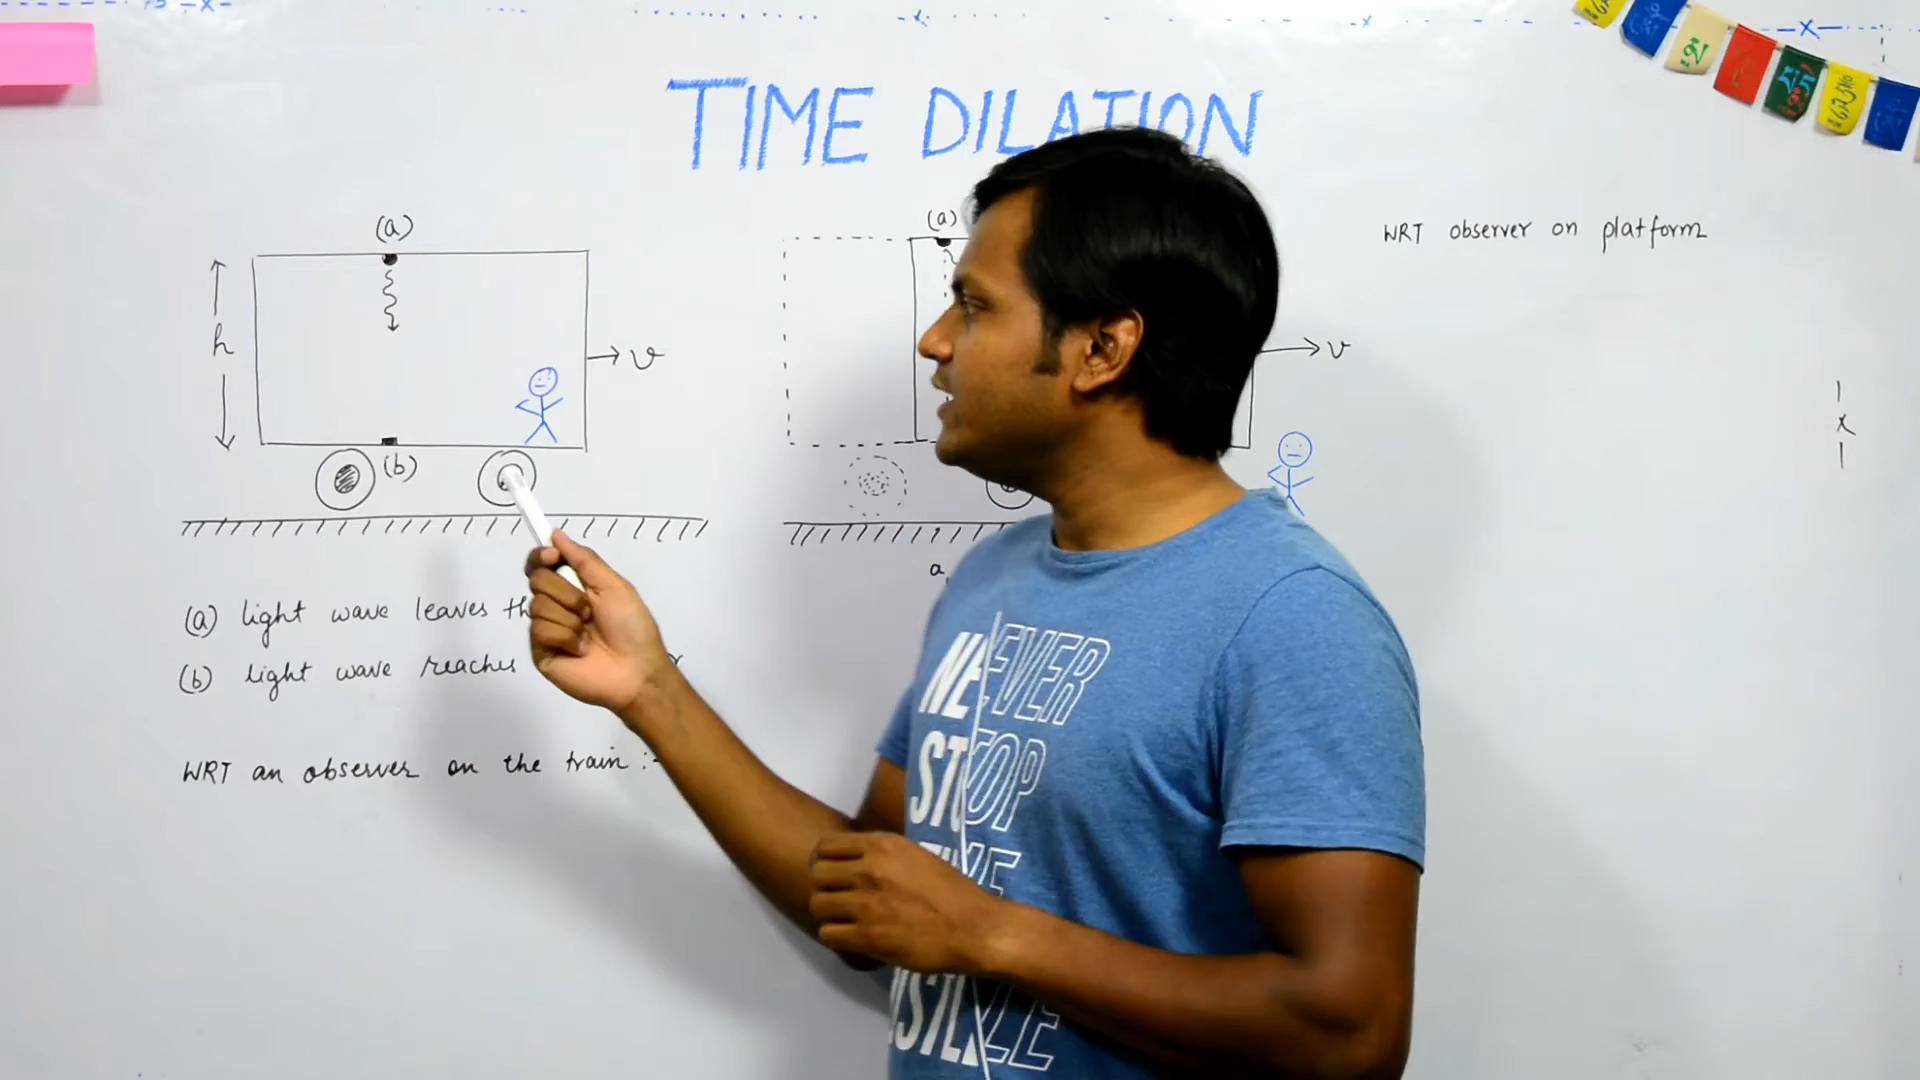 TIME DILATION
(a)
h
v
(b)
(a) light wave leaves
(b) light wave reaches
WRT an observer on the train :-
(a)
v
a
WRT observer on platform
x
NEVER
STOP